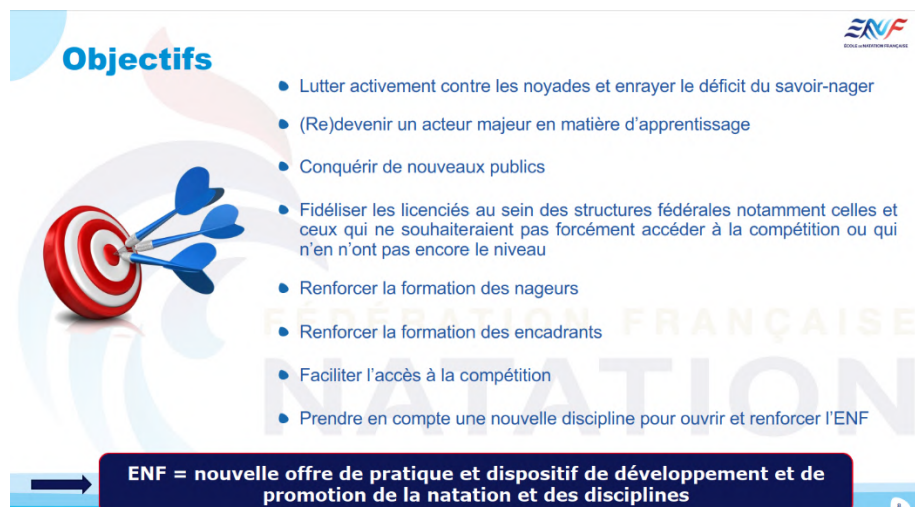 ENF
ÉCOLE DE NATATION FRANÇAISE
Objectifs
Lutter activement contre les noyades et enrayer le déficit du savoir-nager
(Re)devenir un acteur majeur en matière d'apprentissage
Conquérir de nouveaux publics
Fidéliser les licenciés au sein des structures fédérales notamment celles et
ceux qui ne souhaiteraient pas forcément accéder à la compétition ou qui
n'en n'ont pas encore le niveau
Renforcer la formation des nageurs
FÉDÉRATION FRANÇAISE
Renforcer la formation des encadrants
NATATION
Faciliter l'accès à la compétition
Prendre en compte une nouvelle discipline pour ouvrir et renforcer l'ENF
ENF = nouvelle offre de pratique et dispositif de développement et de
promotion de la natation et des disciplines